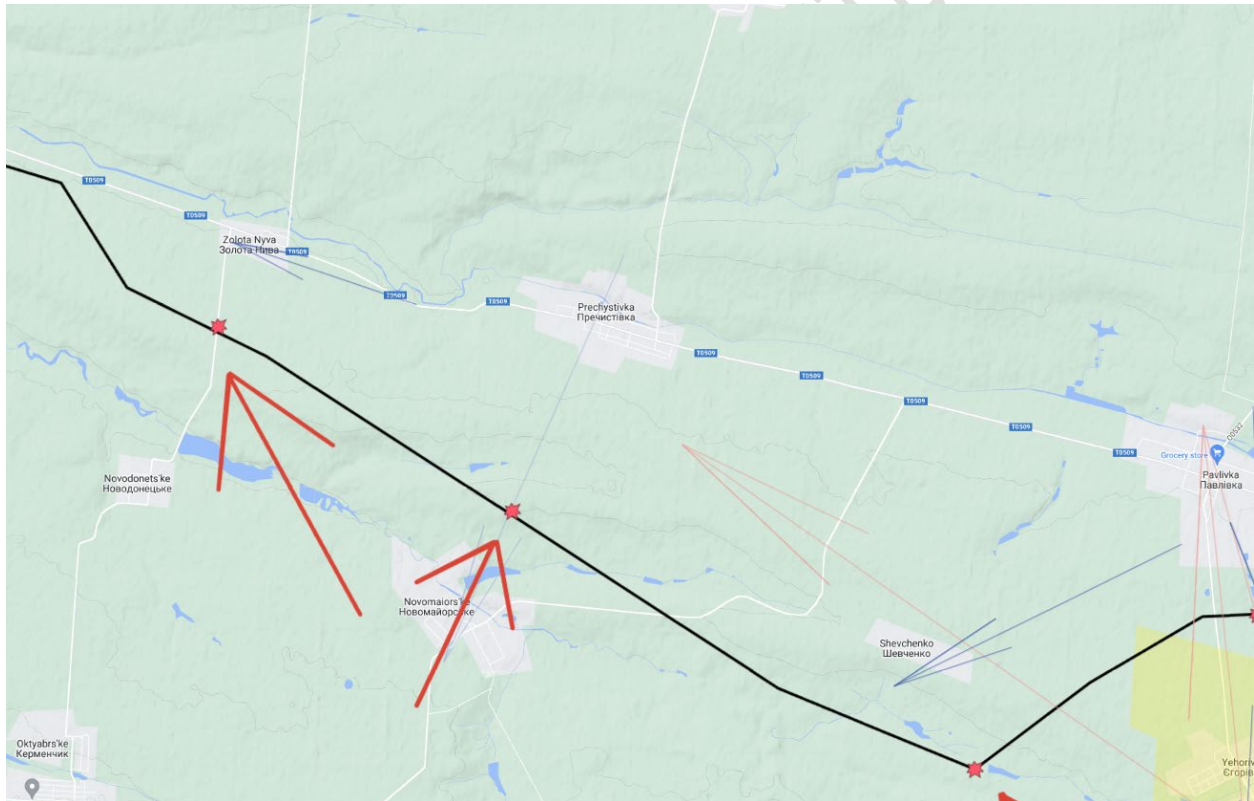 T0509
T0509
Zolota Nyva
Золота Нива
T0509
T0509
T0509
Prechystivka
Пречистівка
T0509
T0509
T0509
T0509
T0509
O0532
Grocery store
Pavlivka
Павлівка
Novodonets'ke
Новодонецьке
Novomaiors'ke
Новомайорське
Shevchenko
Шевченко
Oktyabrs'ke
Керменчик